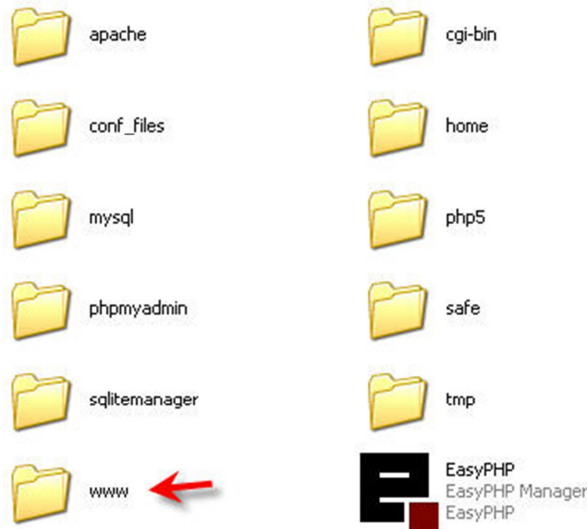 apache
cgi-bin
conf_files
home
mysql
php5
phpmyadmin
safe
sqlitemanager
tmp
www
EasyPHP
EasyPHP Manager
EasyPHP